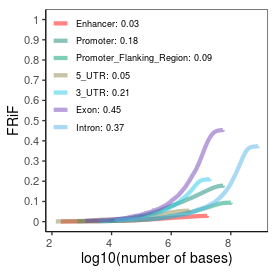 1
0.9
0.8
0.7
0.6
0.5
0.4
0.3
0.2
0.1
0
FRiF
Enhancer: 0.03
Promoter: 0.18
Promoter_Flanking_Region: 0.09
5_UTR: 0.05
3_UTR: 0.21
Exon: 0.45
Intron: 0.37
2 4 6 8
log10(number of bases)